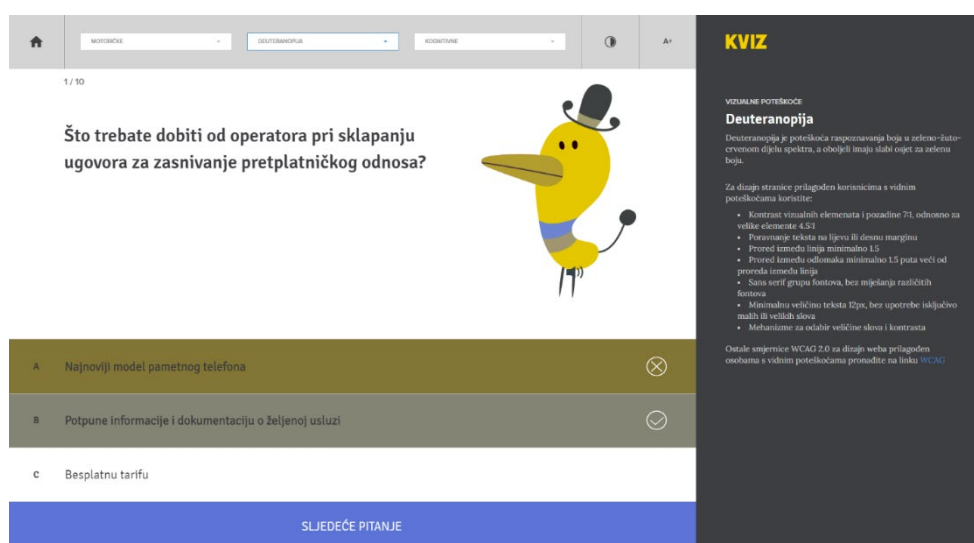 MOTORIČKE
DEUTERANOPIJA
KOGNITIVNE
A+
1 / 10
Što trebate dobiti od operatora pri sklapanju
ugovora za zasnivanje pretplatničkog odnosa?
A Najnoviji model pametnog telefona
B Potpune informacije i dokumentaciju o željenoj usluzi
C Besplatnu tarifu
SLJEDEĆE PITANJE
KVIZ
VIZUALNE POTEŠKOĆE
Deuteranopija
Deuteranopija je poteškoća raspoznavanja boja u zeleno-žuto-
crvenom dijelu spektra, a oboljeli imaju slabi osjet za zelenu
boju.
Za dizajn stranice prilagođen korisnicima s vidnim
poteškoćama koristite:
• Kontrast vizualnih elemenata i pozadine 7:1, odnosno za
velike elemente 4.5:1
• Poravnanje teksta na lijevu ili desnu marginu
• Prored između linija minimalno 1.5
• Prored između odlomaka minimalno 1.5 puta veći od
proreda između linija
• Sans serif grupu fontova, bez miješanja različitih
fontova
• Minimalnu veličinu teksta 12px, bez upotrebe isključivo
malih ili velikih slova
• Mehanizme za odabir veličine slova i kontrasta
Ostale smjernice WCAG 2.0 za dizajn weba prilagođen
osobama s vidnim poteškoćama pronađite na linku WCAG